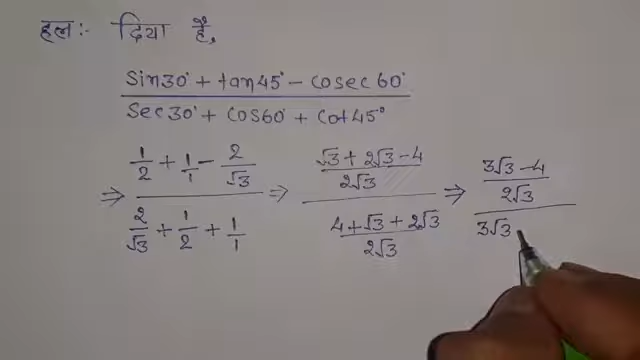 हल:- दिया है,
Sin30° + tan45° - Cosec60°
Sec30° + Cos60 + Cot45°
⇒ 1/2 + 1/1 - 2/√3 ⇒ √3 + 2√3 - 4 / 2√3 ⇒ 3√3 - 4 / 2√3
2/√3 + 1/2 + 1/1 4 + √3 + 2√3 / 2√3 3√3